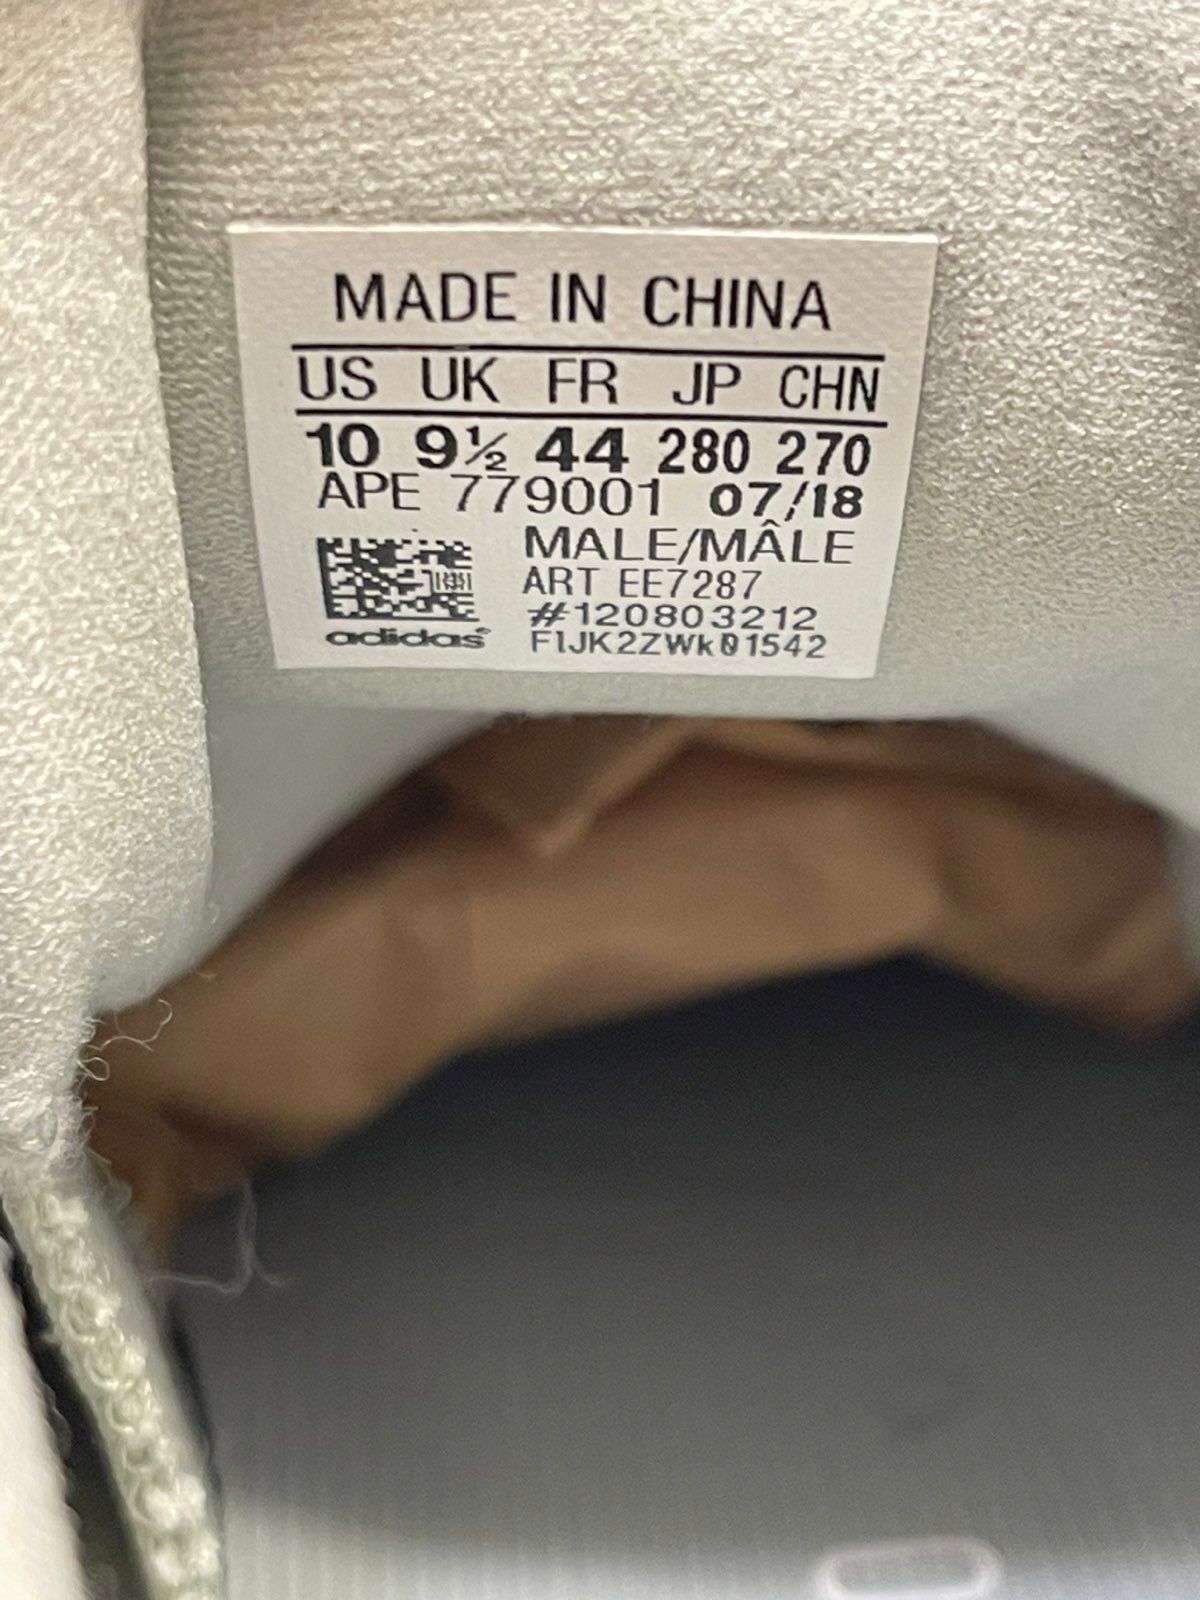 MADE IN CHINA
US UK FR JP CHN
10 9½ 44 280 270
APE 779001 07/18
MALE/MÂLE
ART EE7287
#120803212
adidas® F1JK2ZWk01542